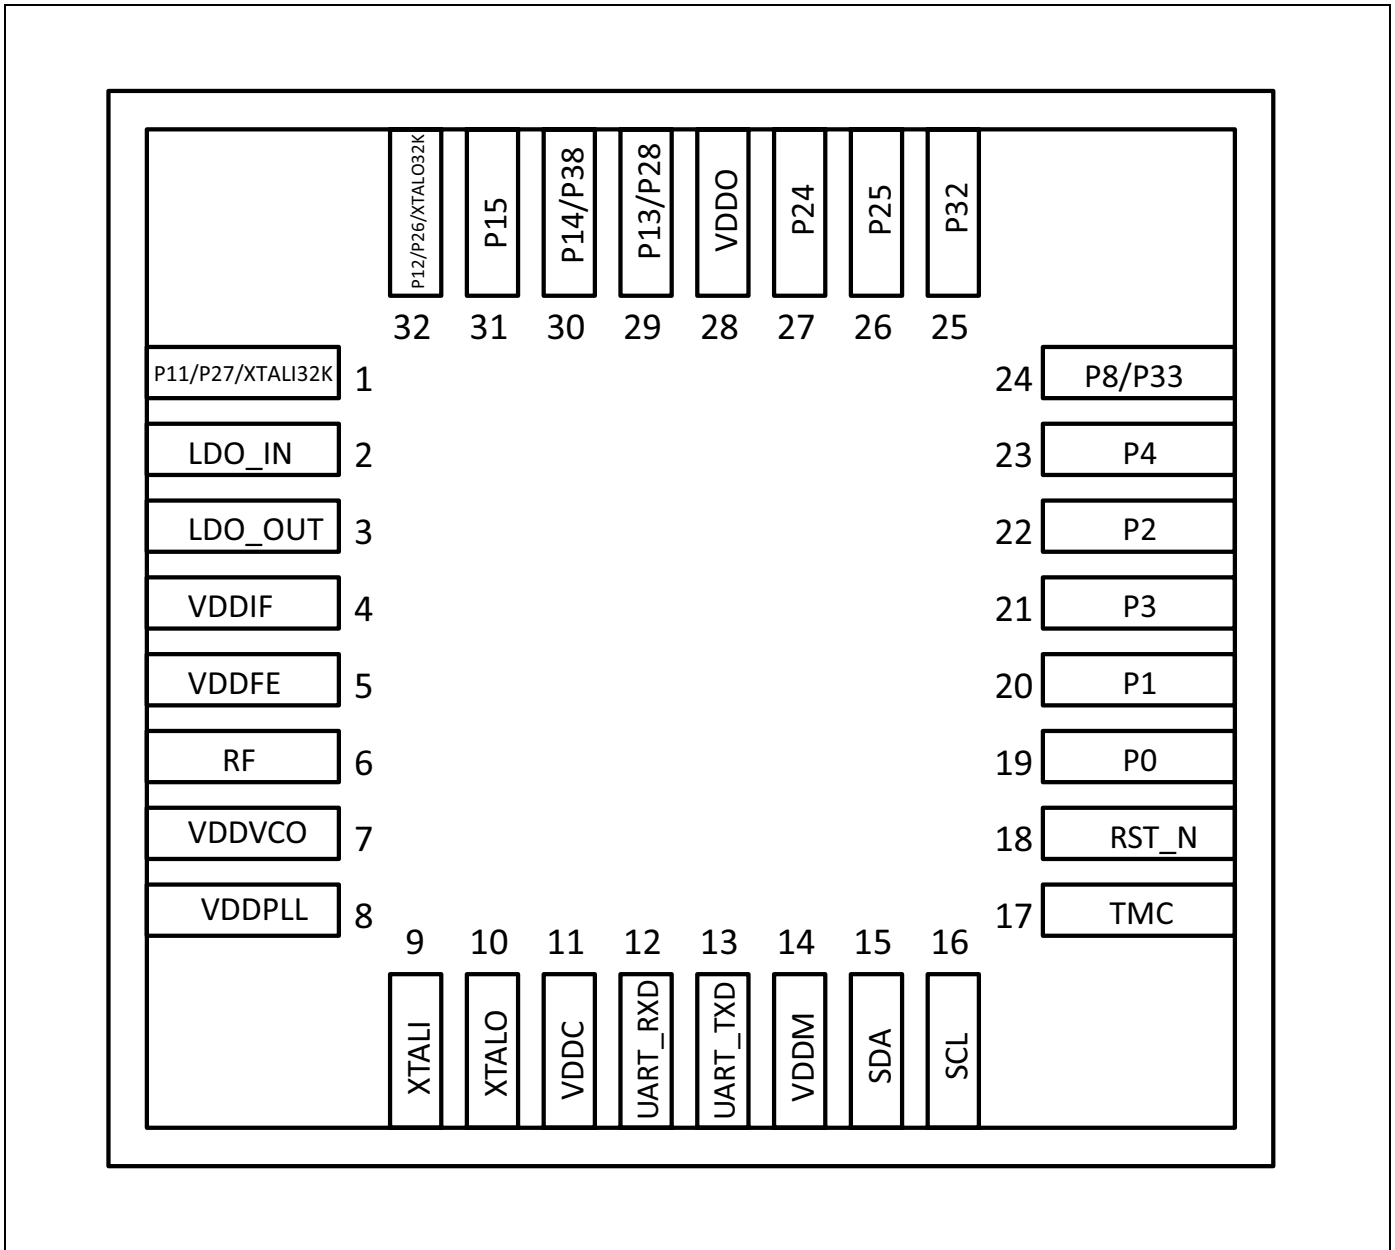 P12/P26/XTALO32K
P15
P14/P38
P13/P28
VDDO
P24
P25
P32
32 31 30 29 28 27 26 25
P11/P27/XTALI32K 1
24 P8/P33
LDO_IN 2
23 P4
LDO_OUT 3
22 P2
VDDIF 4
21 P3
VDDFE 5
20 P1
RF 6
19 P0
VDDVCO 7
18 RST_N
VDDPLL 8
17 TMC
9 10 11 12 13 14 15 16
XTALI
XTALO
VDDC
UART_RXD
UART_TXD
VDDM
SDA
SCL